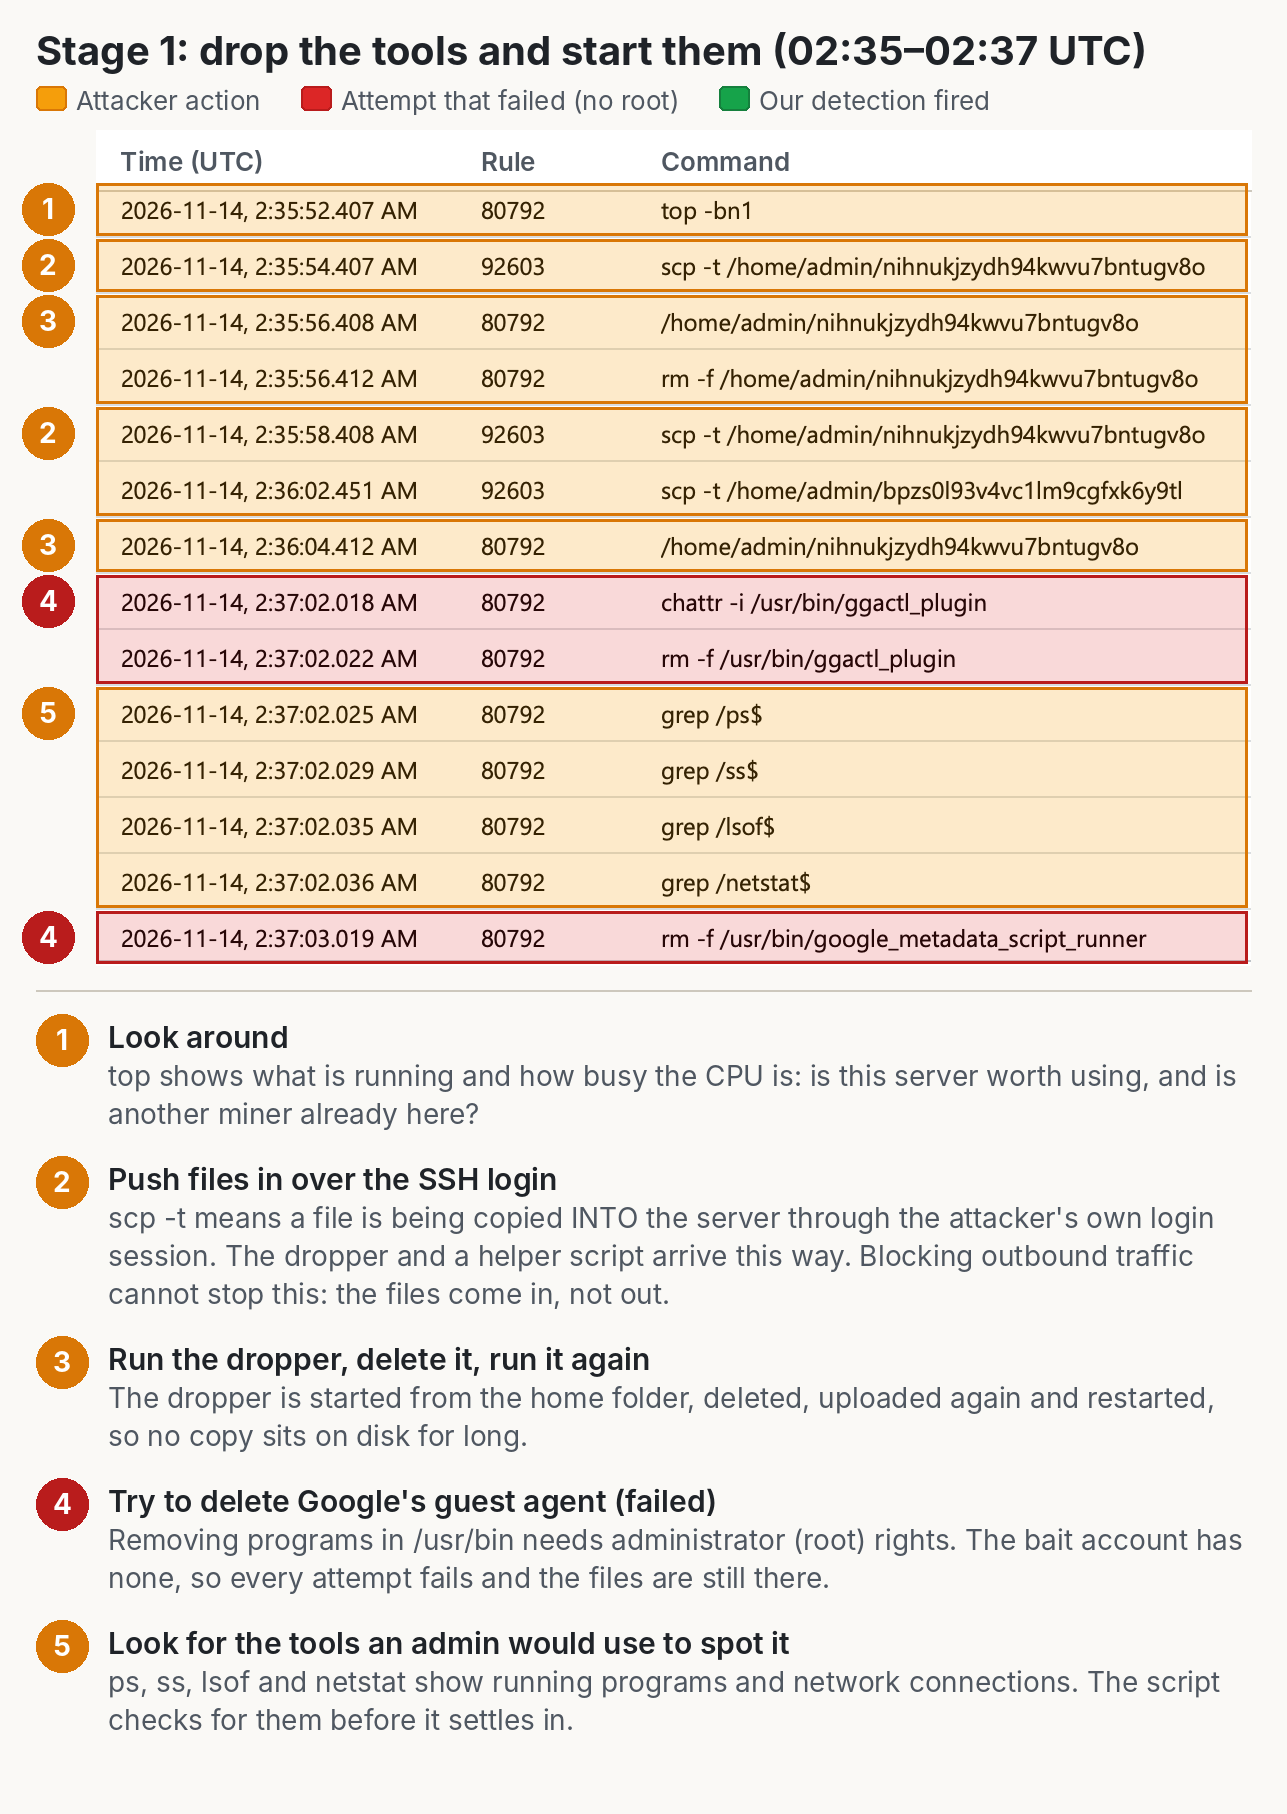 Stage 1: drop the tools and start them (02:35–02:37 UTC)
Attacker action Attempt that failed (no root) Our detection fired
Time (UTC) Rule Command
1 2026-11-14, 2:35:52.407 AM 80792 top -bn1
2 2026-11-14, 2:35:54.407 AM 92603 scp -t /home/admin/nihnukjzydh94kwvu7bntugv8o
3 2026-11-14, 2:35:56.408 AM 80792 /home/admin/nihnukjzydh94kwvu7bntugv8o
2026-11-14, 2:35:56.412 AM 80792 rm -f /home/admin/nihnukjzydh94kwvu7bntugv8o
2 2026-11-14, 2:35:58.408 AM 92603 scp -t /home/admin/nihnukjzydh94kwvu7bntugv8o
2026-11-14, 2:36:02.451 AM 92603 scp -t /home/admin/bpzs0l93v4vc1lm9cgfxk6y9tl
3 2026-11-14, 2:36:04.412 AM 80792 /home/admin/nihnukjzydh94kwvu7bntugv8o
4 2026-11-14, 2:37:02.018 AM 80792 chattr -i /usr/bin/ggactl_plugin
2026-11-14, 2:37:02.022 AM 80792 rm -f /usr/bin/ggactl_plugin
5 2026-11-14, 2:37:02.025 AM 80792 grep /ps$
2026-11-14, 2:37:02.029 AM 80792 grep /ss$
2026-11-14, 2:37:02.035 AM 80792 grep /lsof$
2026-11-14, 2:37:02.036 AM 80792 grep /netstat$
4 2026-11-14, 2:37:03.019 AM 80792 rm -f /usr/bin/google_metadata_script_runner
1 Look around
top shows what is running and how busy the CPU is: is this server worth using, and is
another miner already here?
2 Push files in over the SSH login
scp -t means a file is being copied INTO the server through the attacker's own login
session. The dropper and a helper script arrive this way. Blocking outbound traffic
cannot stop this: the files come in, not out.
3 Run the dropper, delete it, run it again
The dropper is started from the home folder, deleted, uploaded again and restarted,
so no copy sits on disk for long.
4 Try to delete Google's guest agent (failed)
Removing programs in /usr/bin needs administrator (root) rights. The bait account has
none, so every attempt fails and the files are still there.
5 Look for the tools an admin would use to spot it
ps, ss, lsof and netstat show running programs and network connections. The script
checks for them before it settles in.